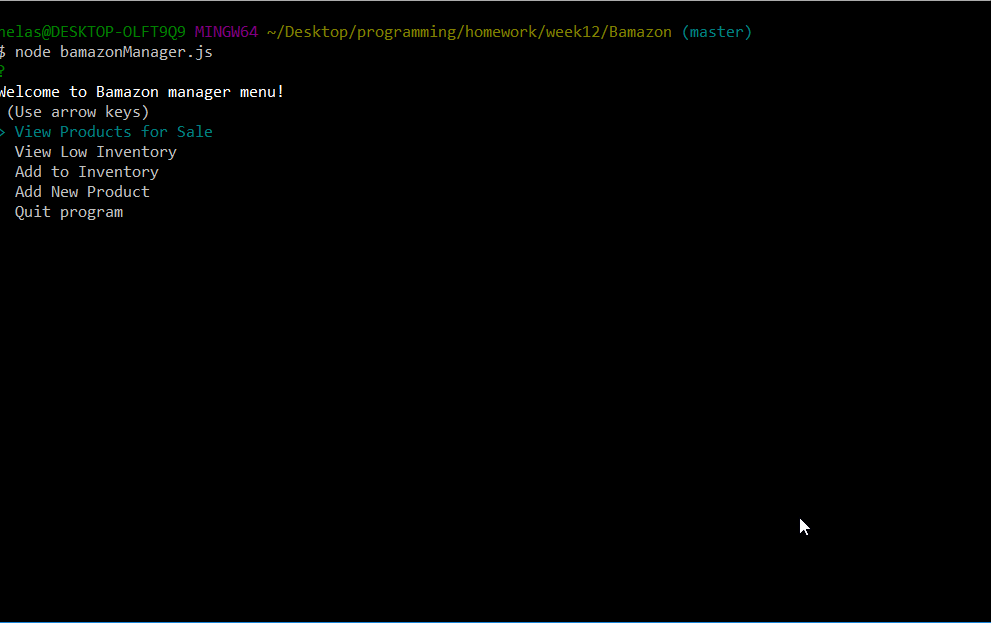 helas@DESKTOP-OLFT9Q9 MINGW64 ~/Desktop/programming/homework/week12/Bamazon (master)
$ node bamazonManager.js
?
Welcome to Bamazon manager menu!
(Use arrow keys)
> View Products for Sale
View Low Inventory
Add to Inventory
Add New Product
Quit program